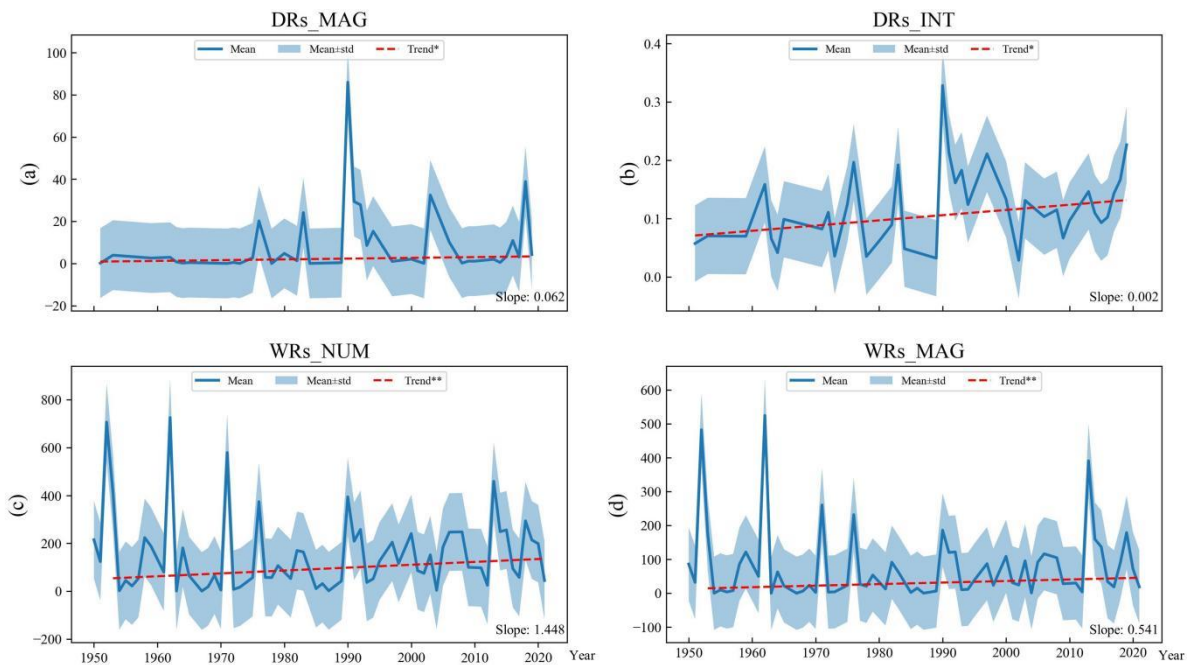 DRs_MAG
Mean Mean±std Trend*
100
80
60
40
20
0
−20
(a)
Slope: 0.062
DRs_INT
Mean Mean±std Trend*
0.4
0.3
0.2
0.1
0.0
(b)
Slope: 0.002
WRs_NUM
Mean Mean±std Trend**
800
600
400
200
0
−200
(c)
Slope: 1.448
1950 1960 1970 1980 1990 2000 2010 2020 Year
WRs_MAG
Mean Mean±std Trend**
600
500
400
300
200
100
0
−100
(d)
Slope: 0.541
1950 1960 1970 1980 1990 2000 2010 2020 Year